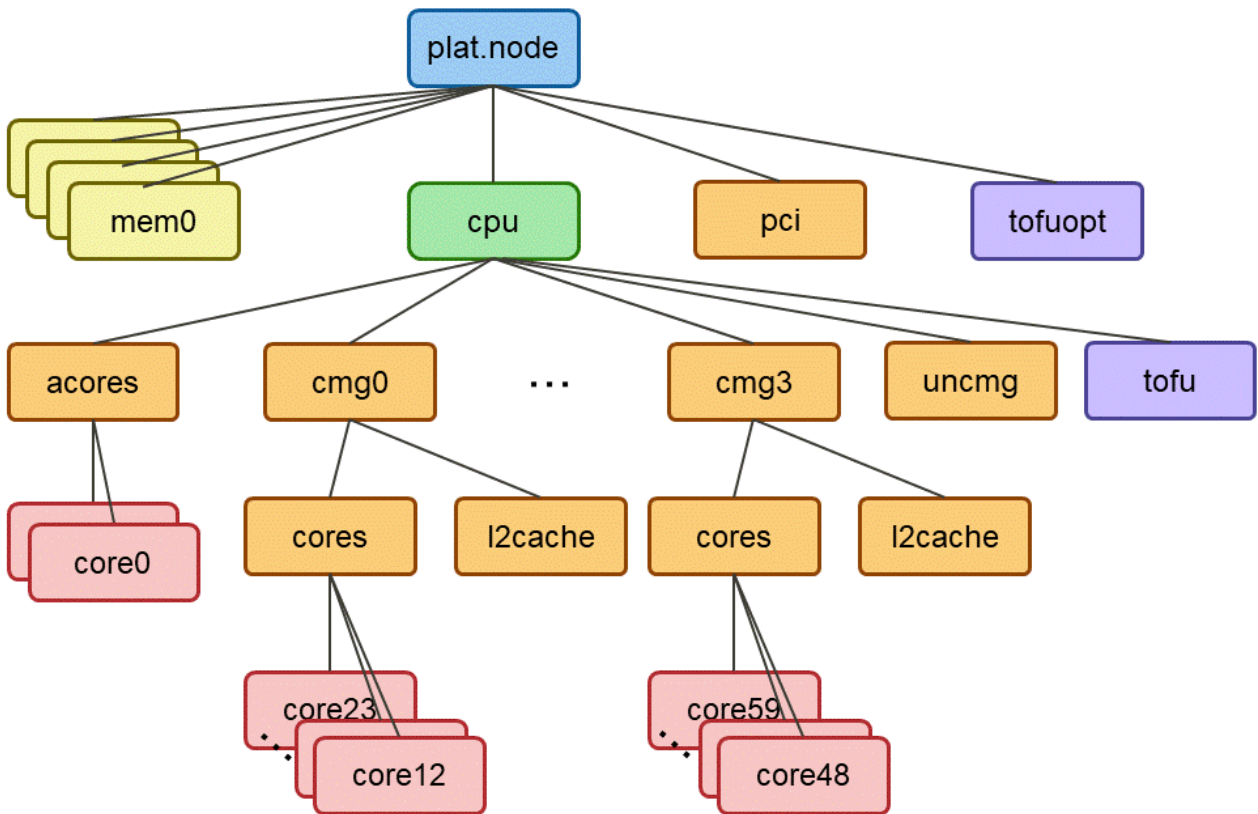 plat.node
mem0
cpu
pci
tofuopt
acores
cmg0
...
cmg3
uncmg
tofu
core0
cores
l2cache
cores
l2cache
core23
core12
core59
core48